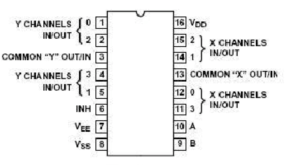 Y CHANNELS IN/OUT
0 1
2 2
COMMON "Y" OUT/IN 3
Y CHANNELS IN/OUT
3 4
1 5
INH 6
VEE 7
VSS 8
16 VDD
15 2
14 1
X CHANNELS IN/OUT
13 COMMON "X" OUT/IN
12 0
11 3
X CHANNELS IN/OUT
10 A
9 B